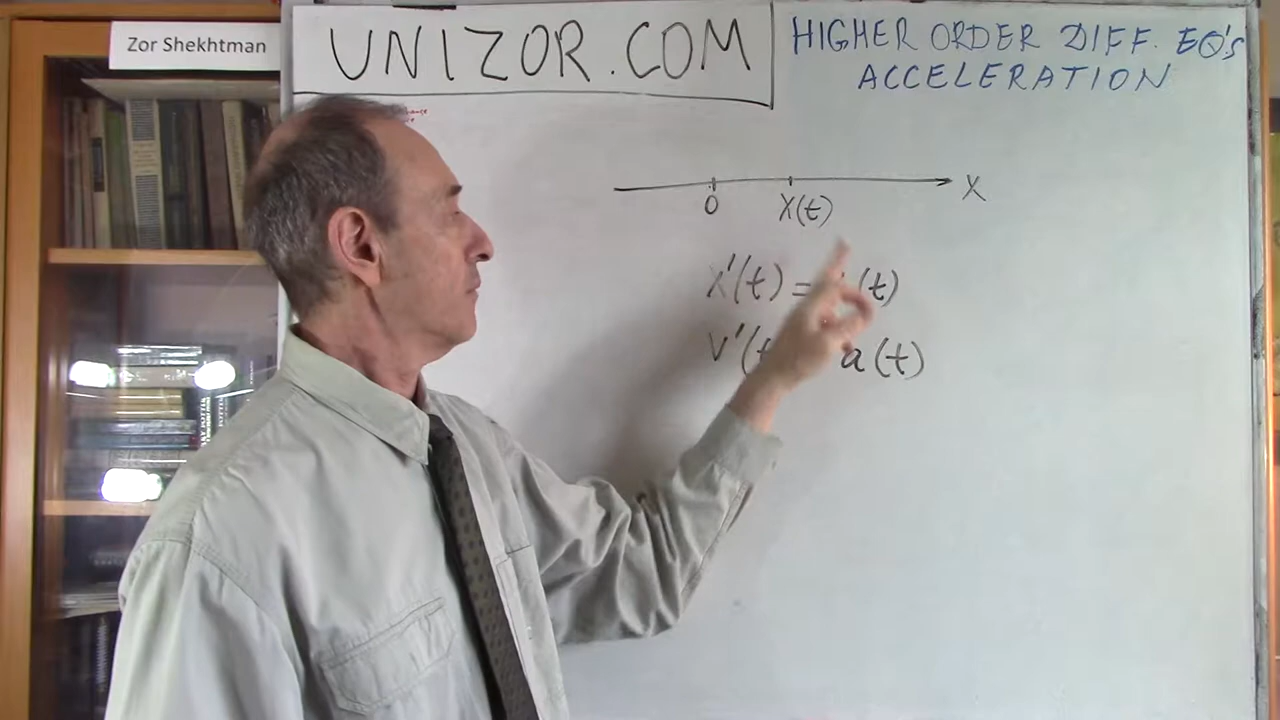 Zor Shekhtman
UNIZOR.COM
HIGHER ORDER DIFF. EQ'S
ACCELERATION
X
0 X(t)
X'(t) = (t)
V'(t a(t)